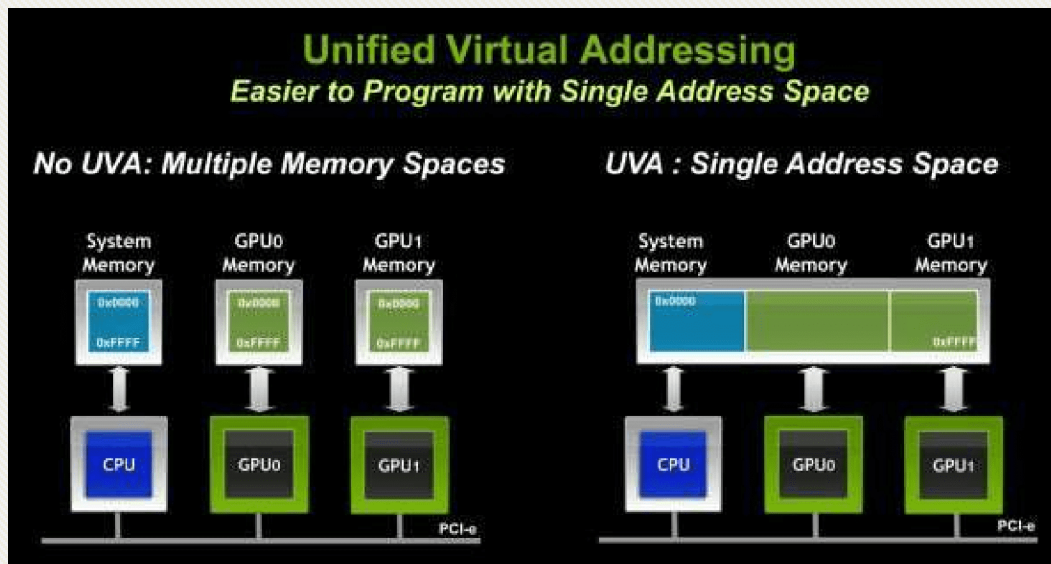 Unified Virtual Addressing
Easier to Program with Single Address Space
No UVA: Multiple Memory Spaces
System
Memory
GPU0
Memory
GPU1
Memory
0x0000
0xFFFF
0x0000
0xFFFF
0x0000
0xFFFF
CPU
GPU0
GPU1
PCI-e
UVA : Single Address Space
System
Memory
GPU0
Memory
GPU1
Memory
0x0000
0xFFFF
CPU
GPU0
GPU1
PCI-e